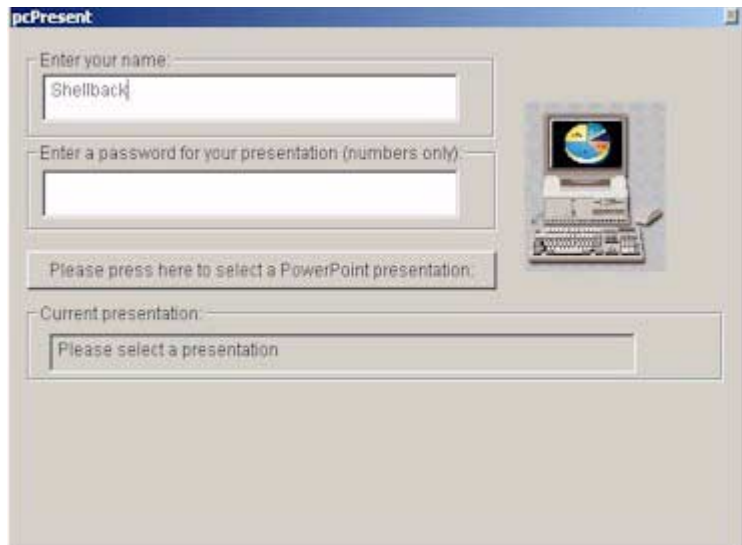 pcPresent
Enter your name:
Shellback
Enter a password for your presentation (numbers only):
Please press here to select a PowerPoint presentation.
Current presentation:
Please select a presentation